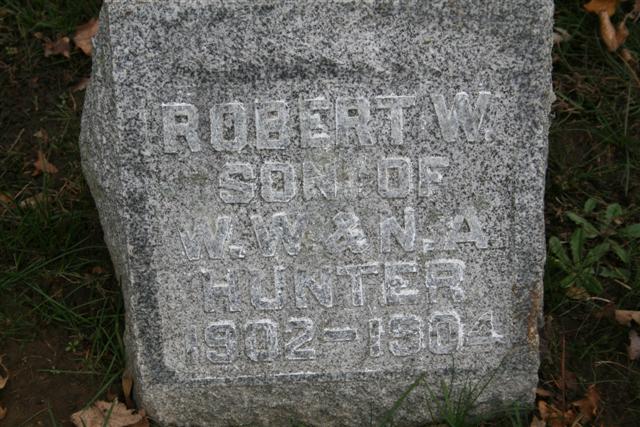 ROBERT W.
SON OF
W. W. & N. A.
HUNTER
1902-1904